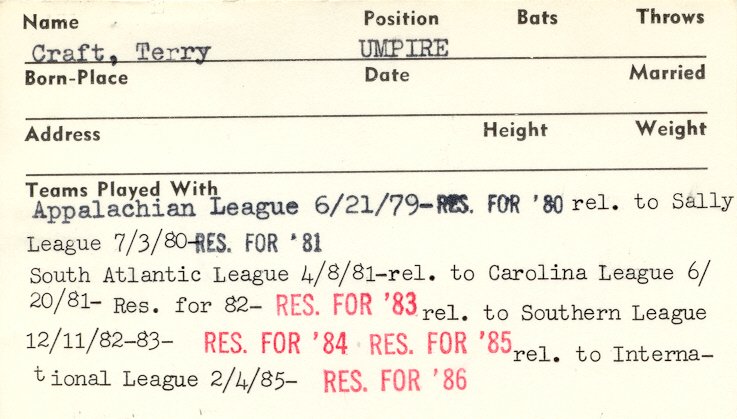 Name Position Bats Throws
Craft, Terry UMPIRE
Born-Place Date Married
Address Height Weight
Teams Played With
Appalachian League 6/21/79-RES. FOR '80 rel. to Sally
League 7/3/80-RES. FOR '81
South Atlantic League 4/8/81-rel. to Carolina League 6/
20/81- Res. for 82- RES. FOR '83 rel. to Southern League
12/11/82-83- RES. FOR '84 RES. FOR '85 rel. to Interna-
tional League 2/4/85- RES. FOR '86